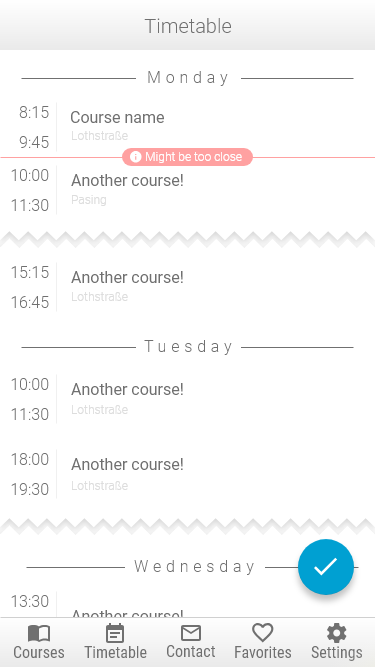 Timetable
Monday
8:15
Course name
Lothstraße
9:45
Might be too close
10:00
Another course!
Pasing
11:30
15:15
Another course!
Lothstraße
16:45
Tuesday
10:00
Another course!
Lothstraße
11:30
18:00
Another course!
Lothstraße
19:30
Wednesday
13:30
Another course!
Courses Timetable Contact Favorites Settings